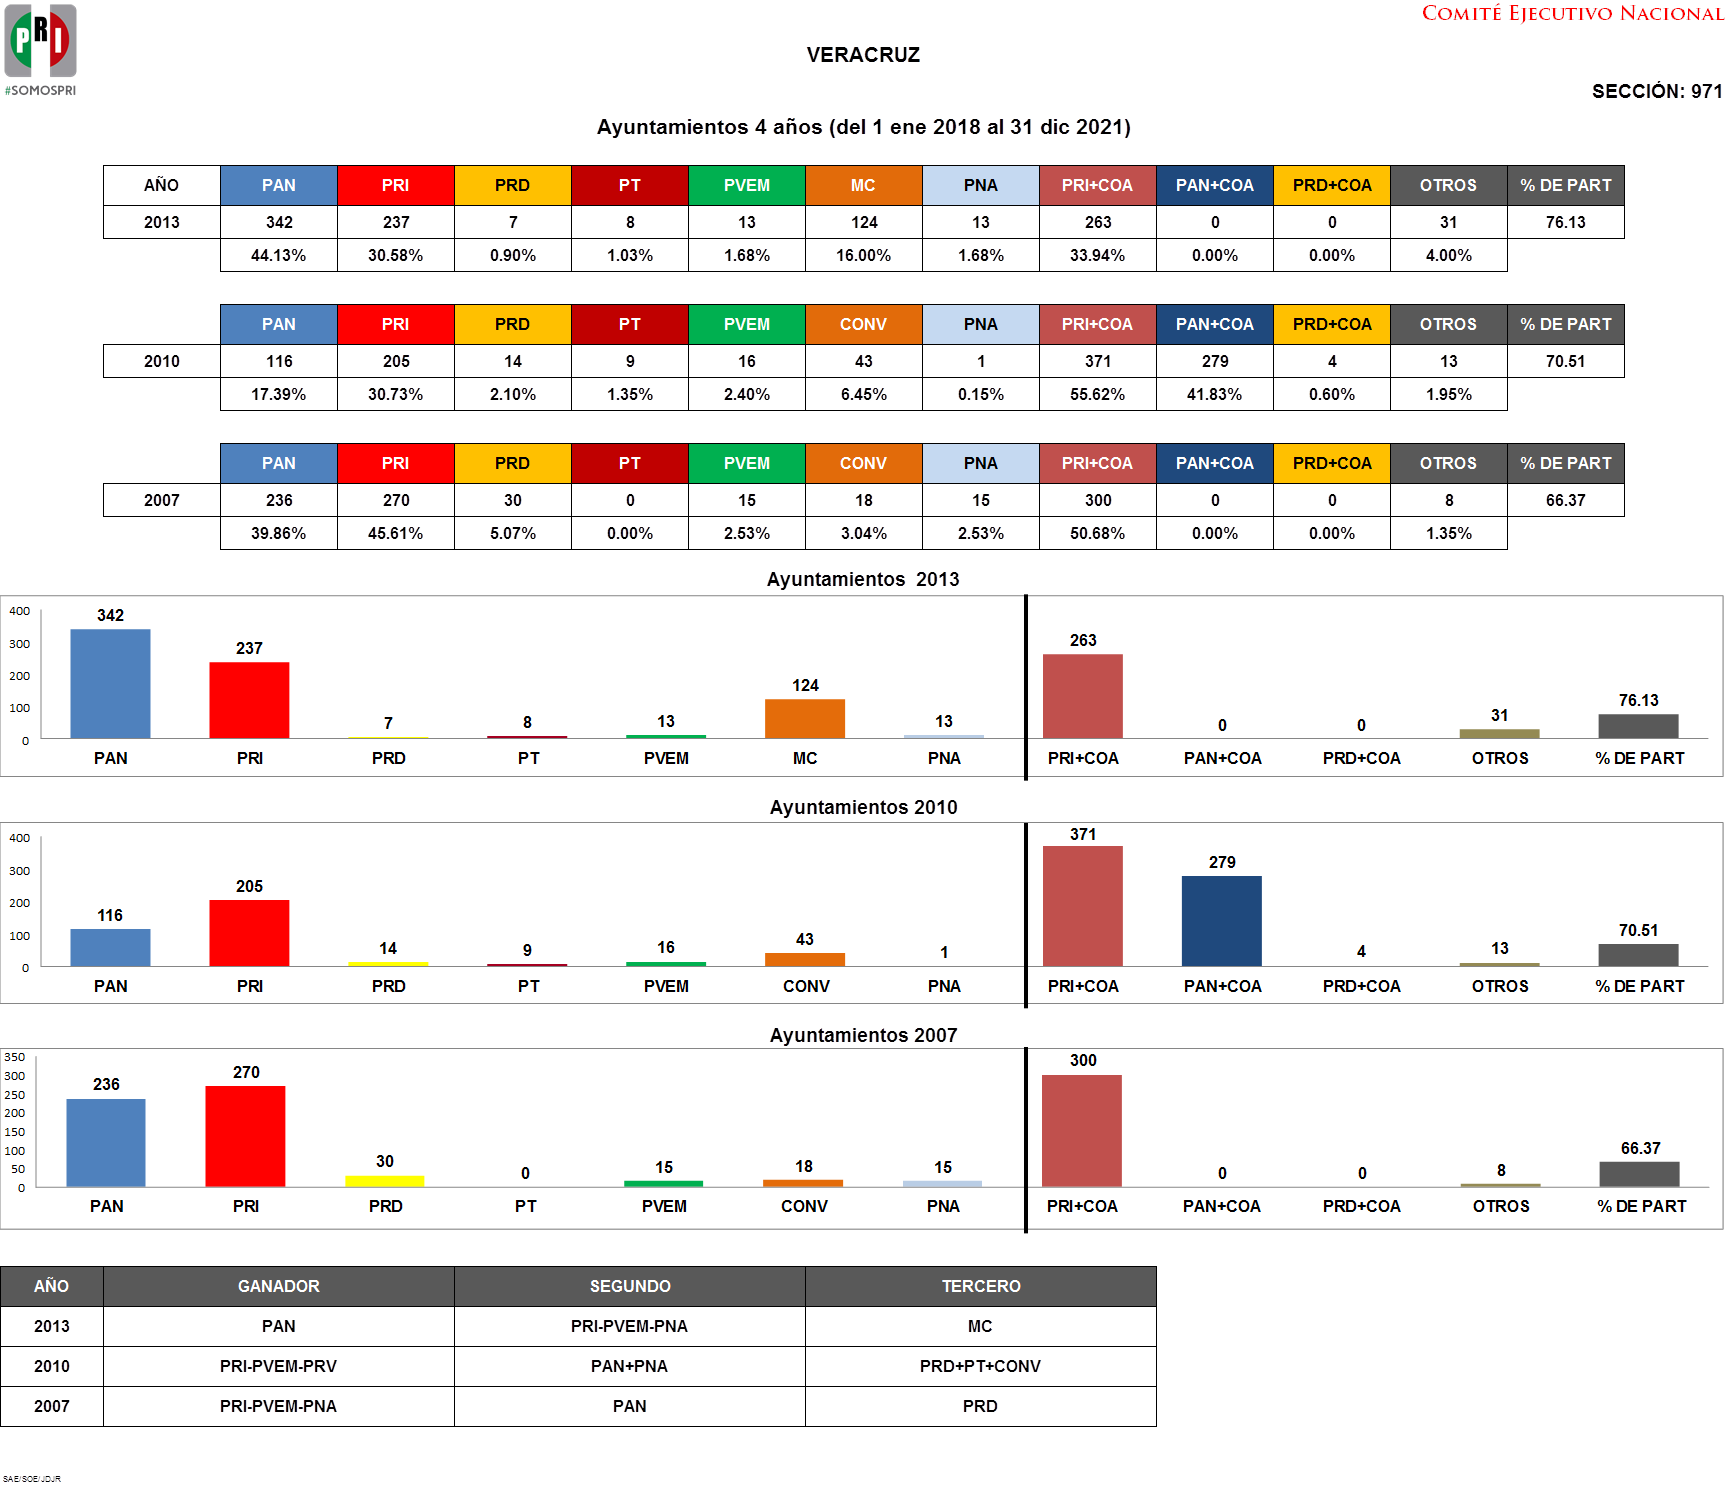 PRI
#SOMOSPRI
COMITÉ EJECUTIVO NACIONAL
VERACRUZ
SECCIÓN: 971
Ayuntamientos 4 años (del 1 ene 2018 al 31 dic 2021)
AÑO PAN PRI PRD PT PVEM MC PNA PRI+COA PAN+COA PRD+COA OTROS % DE PART
2013 342 237 7 8 13 124 13 263 0 0 31 76.13
44.13% 30.58% 0.90% 1.03% 1.68% 16.00% 1.68% 33.94% 0.00% 0.00% 4.00%
PAN PRI PRD PT PVEM CONV PNA PRI+COA PAN+COA PRD+COA OTROS % DE PART
2010 116 205 14 9 16 43 1 371 279 4 13 70.51
17.39% 30.73% 2.10% 1.35% 2.40% 6.45% 0.15% 55.62% 41.83% 0.60% 1.95%
PAN PRI PRD PT PVEM CONV PNA PRI+COA PAN+COA PRD+COA OTROS % DE PART
2007 236 270 30 0 15 18 15 300 0 0 8 66.37
39.86% 45.61% 5.07% 0.00% 2.53% 3.04% 2.53% 50.68% 0.00% 0.00% 1.35%
Ayuntamientos 2013
400
300
200
100
0
342 237 7 8 13 124 13 263 0 0 31 76.13
PAN PRI PRD PT PVEM MC PNA PRI+COA PAN+COA PRD+COA OTROS % DE PART
Ayuntamientos 2010
400
300
200
100
0
116 205 14 9 16 43 1 371 279 4 13 70.51
PAN PRI PRD PT PVEM CONV PNA PRI+COA PAN+COA PRD+COA OTROS % DE PART
Ayuntamientos 2007
350
300
250
200
150
100
50
0
236 270 30 0 15 18 15 300 0 0 8 66.37
PAN PRI PRD PT PVEM CONV PNA PRI+COA PAN+COA PRD+COA OTROS % DE PART
AÑO GANADOR SEGUNDO TERCERO
2013 PAN PRI-PVEM-PNA MC
2010 PRI-PVEM-PRV PAN+PNA PRD+PT+CONV
2007 PRI-PVEM-PNA PAN PRD
SAE/SOE/JDJR